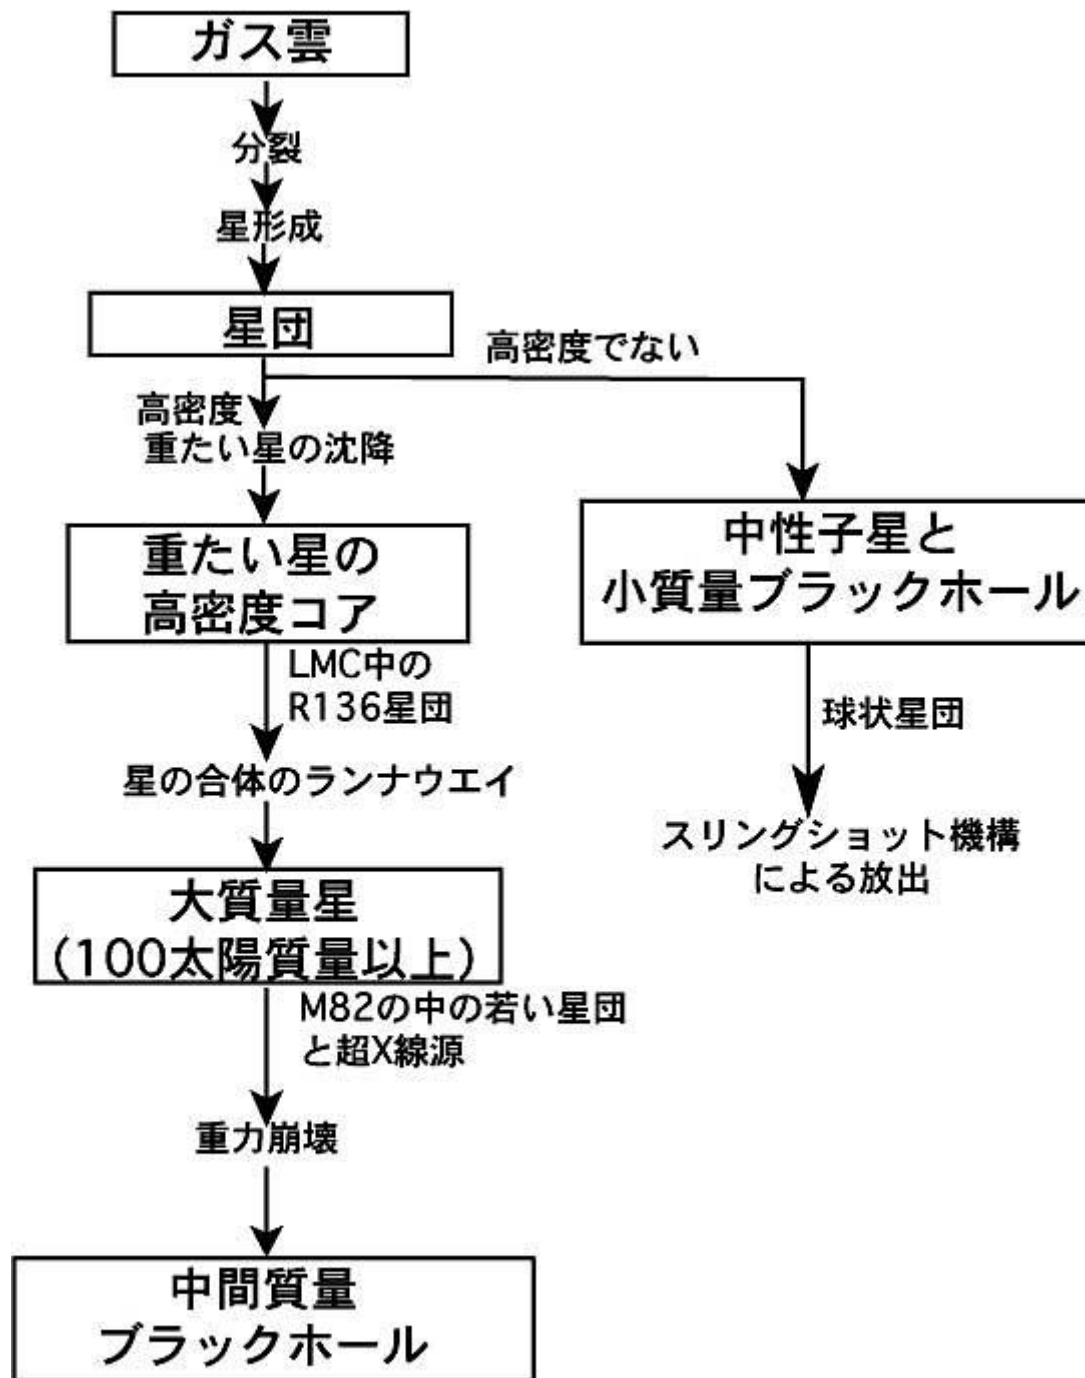 ガス雲
分裂
星形成
星団
高密度でない
高密度
重たい星の沈降
重たい星の
高密度コア
中性子星と
小質量ブラックホール
LMC中の
R136星団
球状星団
星の合体のランナウエイ
スリングショット機構
による放出
大質量星
(100太陽質量以上)
M82の中の若い星団
と超X線源
重力崩壊
中間質量
ブラックホール